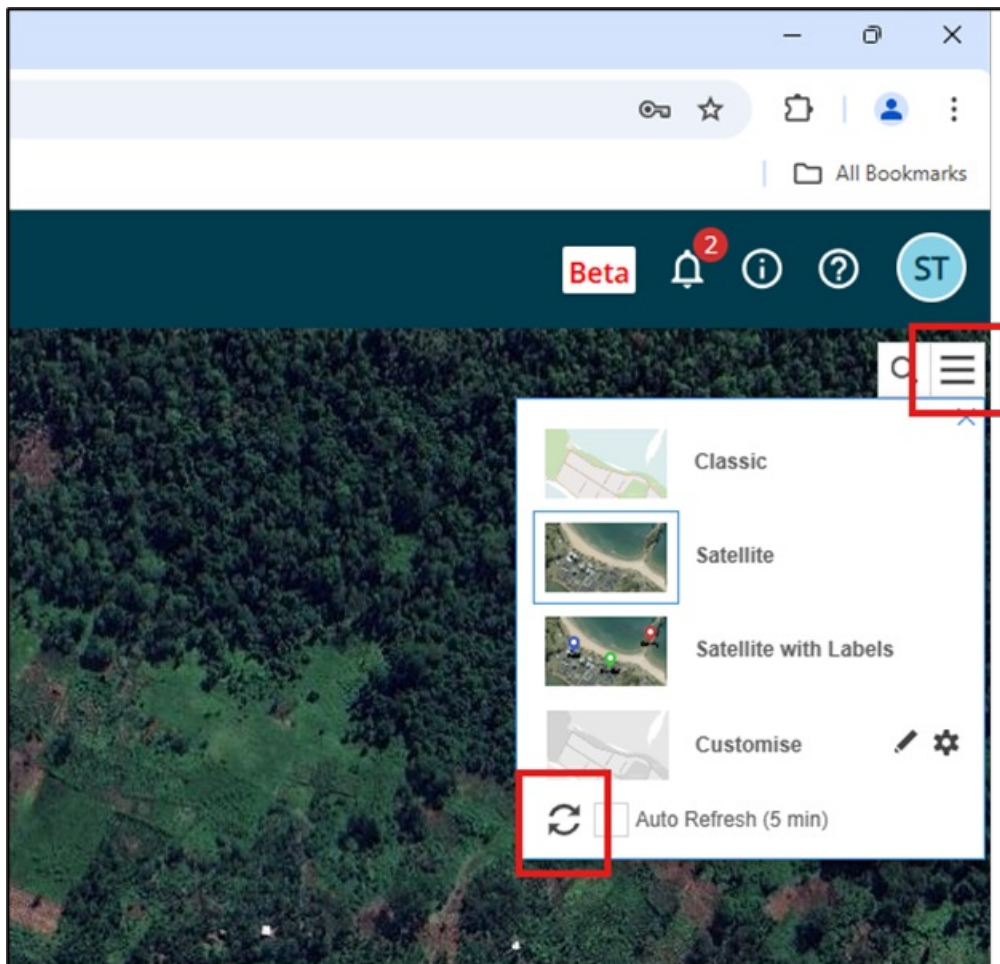 All Bookmarks
Beta
2
ST
Classic
Satellite
Satellite with Labels
Customise
Auto Refresh (5 min)